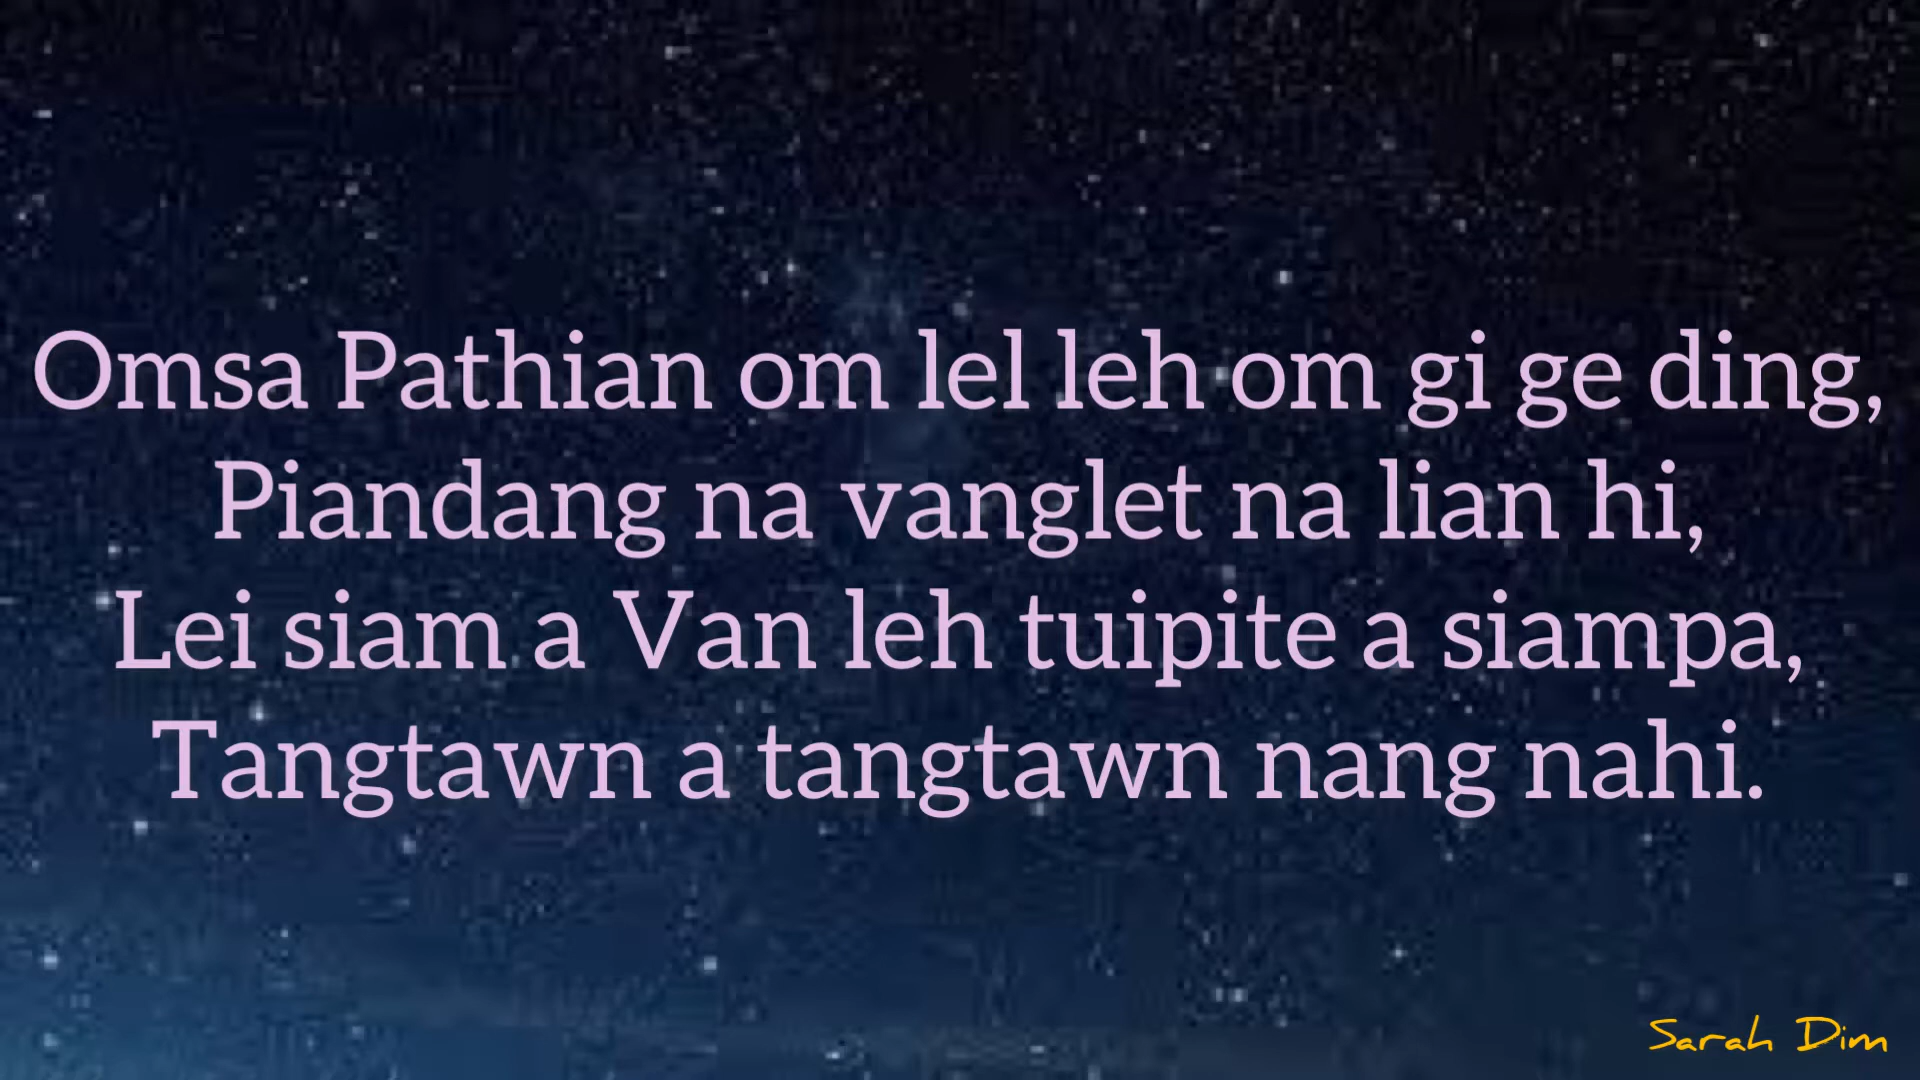 Omsa Pathian om lel leh om gi ge ding,
Piandang na vanglet na lian hi,
Lei siam a Van leh tuipite a siampa,
Tangtawn a tangtawn nang nahi.
Sarah Dim